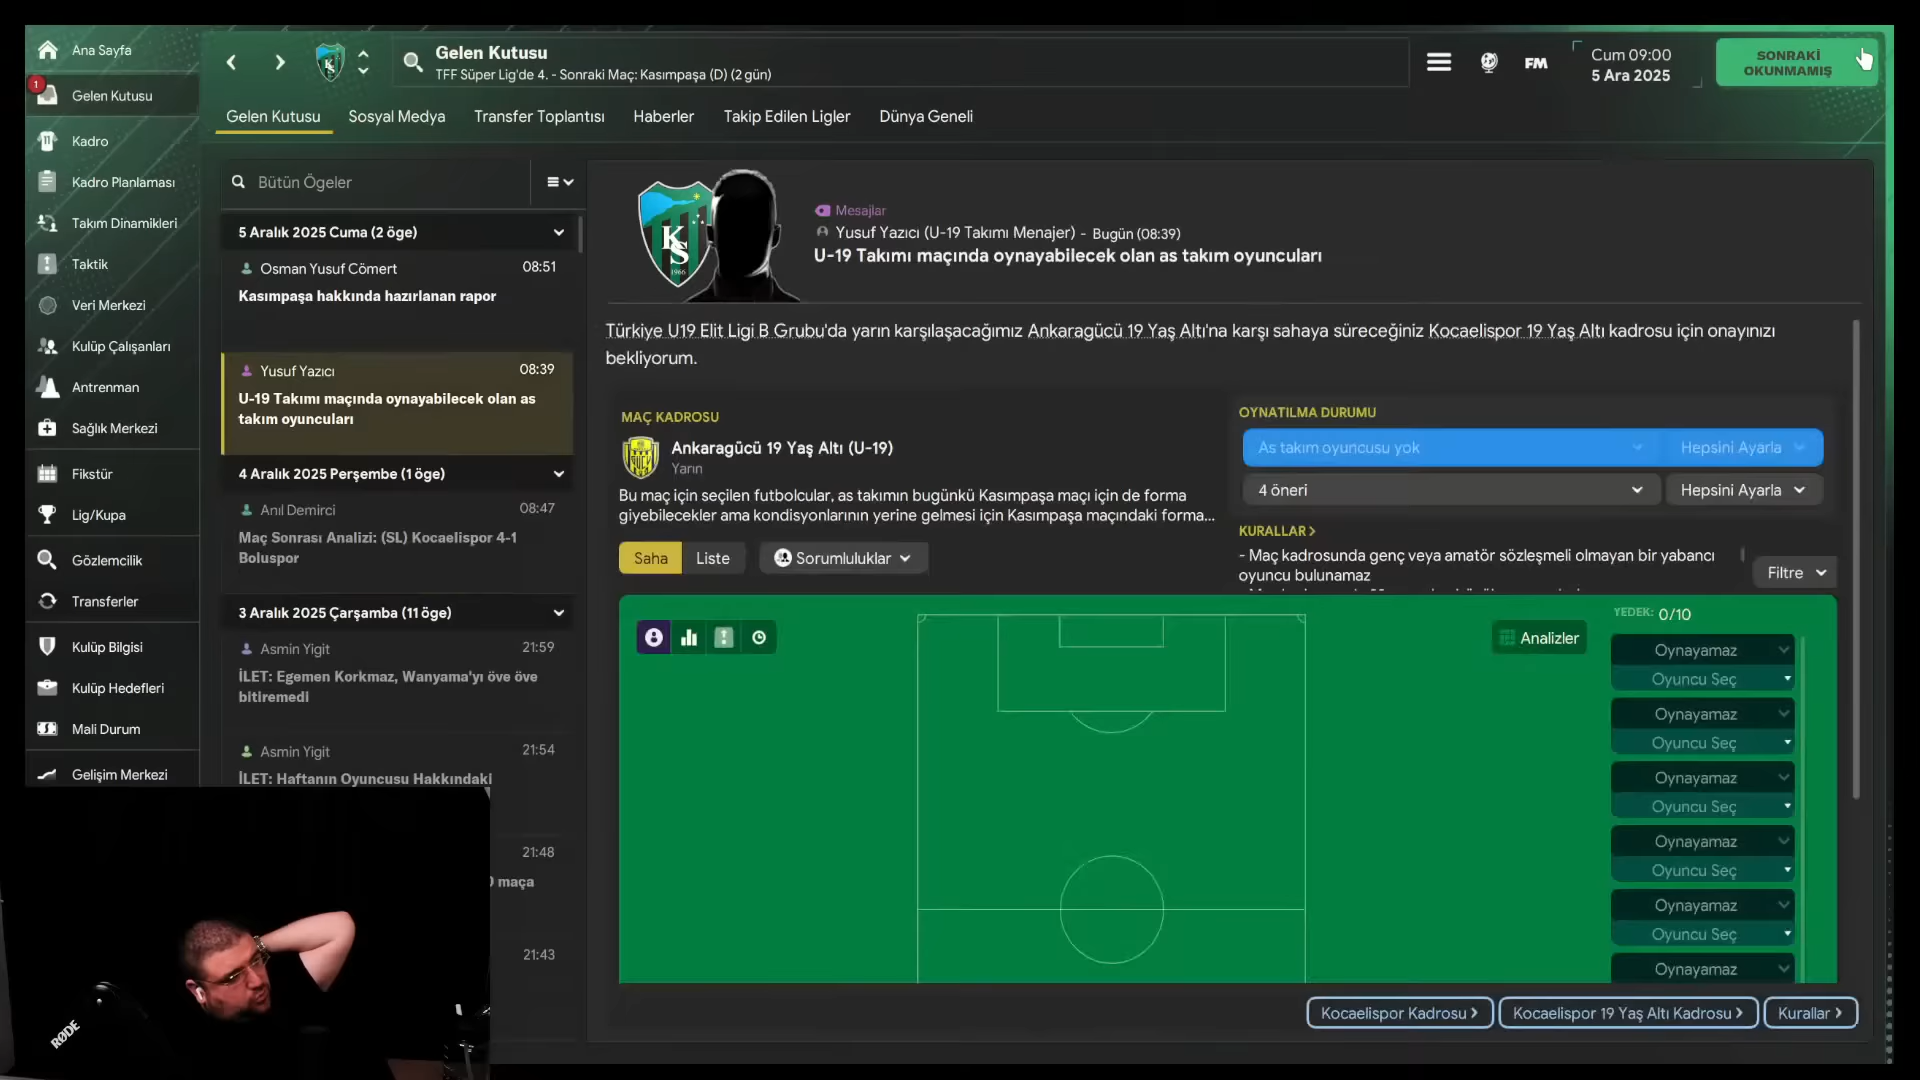 Ana Sayfa
1
Gelen Kutusu
Kadro
Kadro Planlaması
Takım Dinamikleri
Taktik
Veri Merkezi
Kulüp Çalışanları
Antrenman
Sağlık Merkezi
Fikstür
Lig/Kupa
Gözlemcilik
Transferler
Kulüp Bilgisi
Kulüp Hedefleri
Mali Durum
Gelişim Merkezi
Gelen Kutusu
TFF Süper Lig'de 4. - Sonraki Maç: Kasımpaşa (D) (2 gün)
FM
Cum 09:00
5 Ara 2025
SONRAKİ
OKUNMAMIŞ
Gelen Kutusu
Sosyal Medya
Transfer Toplantısı
Haberler
Takip Edilen Ligler
Dünya Geneli
Bütün Ögeler
5 Aralık 2025 Cuma (2 öge)
Osman Yusuf Cömert
08:51
Kasımpaşa hakkında hazırlanan rapor
Yusuf Yazıcı
08:39
U-19 Takımı maçında oynayabilecek olan as
takım oyuncuları
4 Aralık 2025 Perşembe (1 öge)
Anıl Demirci
08:47
Maç Sonrası Analizi: (SL) Kocaelispor 4-1
Boluspor
3 Aralık 2025 Çarşamba (11 öge)
Asmin Yigit
21:59
İLET: Egemen Korkmaz, Wanyama'yı öve öve
bitiremedi
Asmin Yigit
21:54
İLET: Haftanın Oyuncusu Hakkındaki
21:48
maça
21:43
KS
1966
Mesajlar
Yusuf Yazıcı (U-19 Takımı Menajer) - Bugün (08:39)
U-19 Takımı maçında oynayabilecek olan as takım oyuncuları
Türkiye U19 Elit Ligi B Grubu'da yarın karşılaşacağımız Ankaragücü 19 Yaş Altı'na karşı sahaya süreceğiniz Kocaelispor 19 Yaş Altı kadrosu için onayınızı
bekliyorum.
MAÇ KADROSU
Ankaragücü 19 Yaş Altı (U-19)
Yarın
Bu maç için seçilen futbolcular, as takımın bugünkü Kasımpaşa maçı için de forma
giyebilecekler ama kondisyonlarının yerine gelmesi için Kasımpaşa maçındaki forma...
Saha
Liste
Sorumluluklar
OYNATILMA DURUMU
As takım oyuncusu yok
Hepsini Ayarla
4 öneri
Hepsini Ayarla
KURALLAR >
- Maç kadrosunda genç veya amatör sözleşmeli olmayan bir yabancı
oyuncu bulunamaz
Filtre
Analizler
YEDEK: 0/10
Oynayamaz
Oyuncu Seç
Oynayamaz
Oyuncu Seç
Oynayamaz
Oyuncu Seç
Oynayamaz
Oyuncu Seç
Oynayamaz
Oyuncu Seç
Oynayamaz
Kocaelispor Kadrosu >
Kocaelispor 19 Yaş Altı Kadrosu >
Kurallar >
RØDE